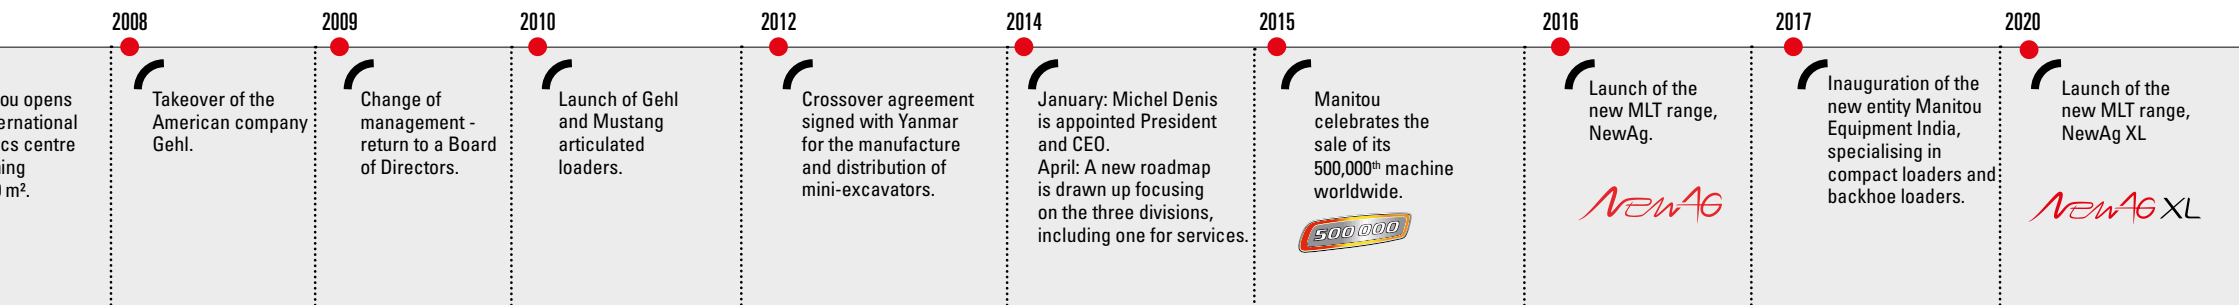 2008
2009
2010
2012
2014
2015
2016
2017
2020
ou opens
ernational
cs centre
ing
m².
Takeover of the
American company
Gehl.
Change of
management -
return to a Board
of Directors.
Launch of Gehl
and Mustang
articulated
loaders.
Crossover agreement
signed with Yanmar
for the manufacture
and distribution of
mini-excavators.
January: Michel Denis
is appointed President
and CEO.
April: A new roadmap
is drawn up focusing
on the three divisions,
including one for services.
Manitou
celebrates the
sale of its
500,000th machine
worldwide.
500 000
Launch of the
new MLT range,
NewAg.
NEWAG
Inauguration of the
new entity Manitou
Equipment India,
specialising in
compact loaders and
backhoe loaders.
Launch of the
new MLT range,
NewAg XL
NEWAG XL